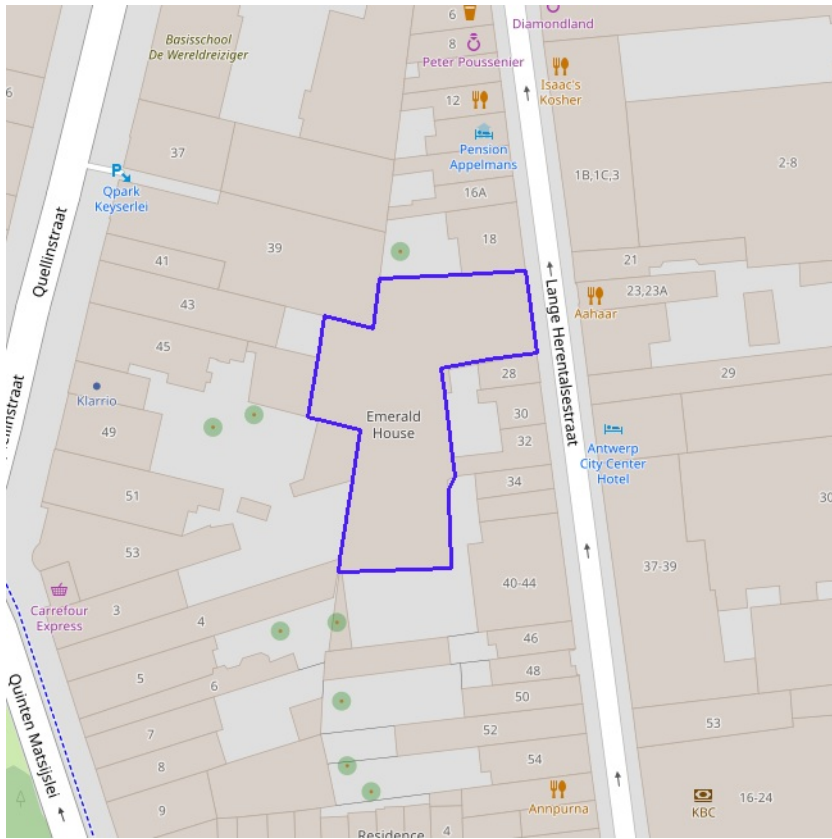 6
Diamondland
Basisschool
De Wereldreiziger
8
Peter Poussenier
Isaac's
Kosher
12
37
Pension
Appelmans
2-8
1B,1C,3
P
Qpark
Keyserlei
16A
Quellinstraat
39
18
41
21
43
23,23A
Aahaar
Lange Herentalsestraat
45
28
29
Klarrio
Emerald
House
30
49
32
Antwerp
City Center
Hotel
34
51
30
53
37-39
40-44
Carrefour
Express
3
4
46
5
6
48
50
Quinten Matsijslei
7
52
53
8
54
9
Annpurna
KBC
16-24
Residence
4